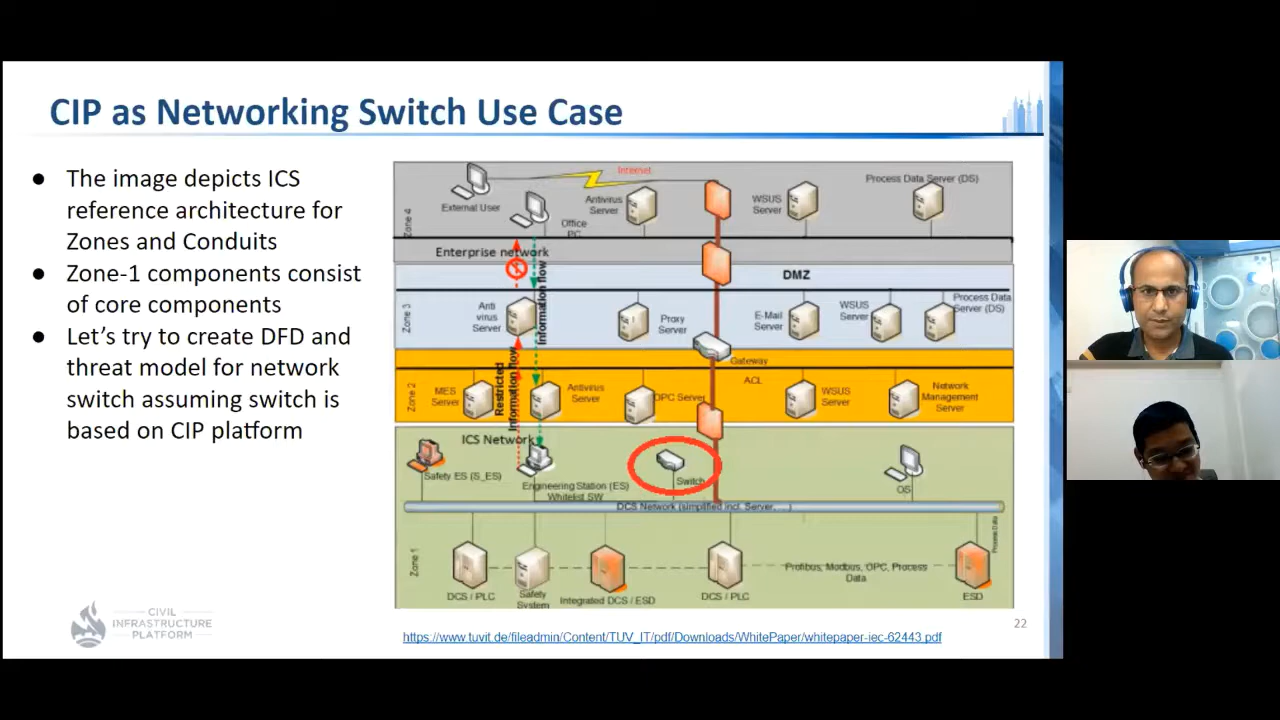 CIP as Networking Switch Use Case
● The image depicts ICS
reference architecture for
Zones and Conduits
● Zone-1 components consist
of core components
● Let's try to create DFD and
threat model for network
switch assuming switch is
based on CIP platform
Internet
External User
Office
PC
Antivirus
Server
WSUS
Server
Process Data Server (DS)
Zone 4
Enterprise network
DMZ
Zone 3
Anti
virus
Server
Information flow
Proxy
Server
E-Mail
Server
WSUS
Server
Process Data
Server (DS)
Gateway
Zone 2
MES
Server
Restricted
Information flow
Antivirus
Server
OPC Server
ACL
WSUS
Server
Network
Management
Server
ICS Network
Safety ES (S_ES)
Engineering Station (ES)
Whitelist SW
Switch
OS
DCS Network (simplified incl. Server, ...)
Process Data
Zone 1
DCS / PLC
Safety
System
Integrated DCS / ESD
DCS / PLC
Profibus, Modbus, OPC, Process
Data
ESD
CIVIL
INFRASTRUCTURE
PLATFORM
https://www.tuvit.de/fileadmin/Content/TUV_IT/pdf/Downloads/WhitePaper/whitepaper-iec-62443.pdf
22